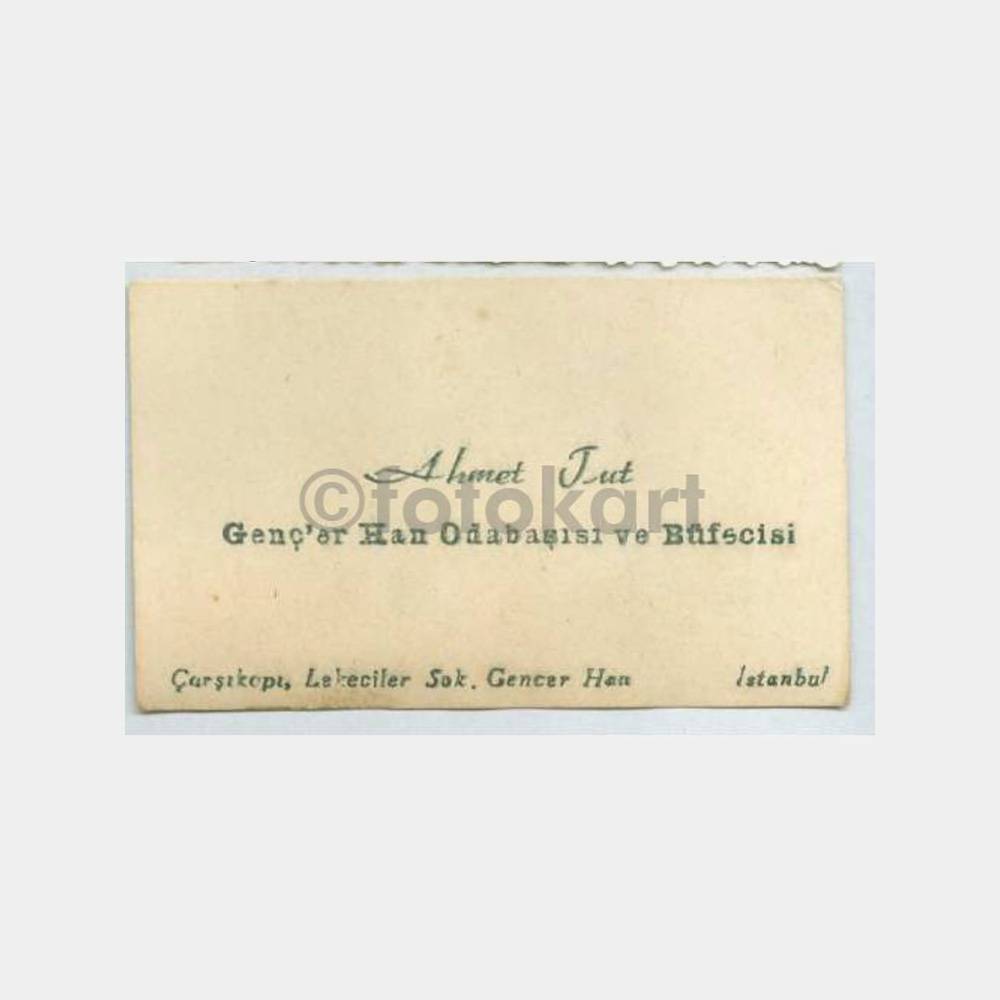 Ahmet Tut
©fotokart
Genç'er Han Odabaşısı ve Büfecisi
Çarşıkapı, Lekeciler Sok. Gencer Han İstanbul